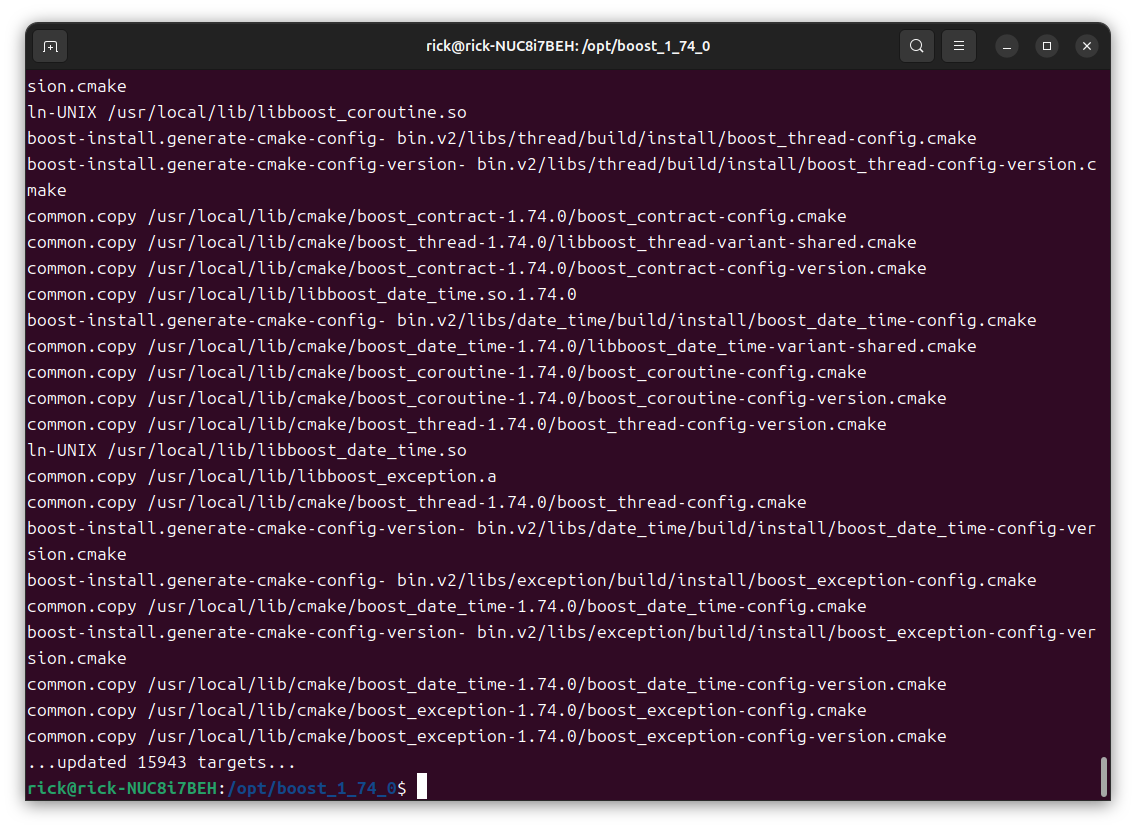 rick@rick-NUC8i7BEH: /opt/boost_1_74_0
sion.cmake
ln-UNIX /usr/local/lib/libboost_coroutine.so
boost-install.generate-cmake-config- bin.v2/libs/thread/build/install/boost_thread-config.cmake
boost-install.generate-cmake-config-version- bin.v2/libs/thread/build/install/boost_thread-config-version.c
make
common.copy /usr/local/lib/cmake/boost_contract-1.74.0/boost_contract-config.cmake
common.copy /usr/local/lib/cmake/boost_thread-1.74.0/libboost_thread-variant-shared.cmake
common.copy /usr/local/lib/cmake/boost_contract-1.74.0/boost_contract-config-version.cmake
common.copy /usr/local/lib/libboost_date_time.so.1.74.0
boost-install.generate-cmake-config- bin.v2/libs/date_time/build/install/boost_date_time-config.cmake
common.copy /usr/local/lib/cmake/boost_date_time-1.74.0/libboost_date_time-variant-shared.cmake
common.copy /usr/local/lib/cmake/boost_coroutine-1.74.0/boost_coroutine-config.cmake
common.copy /usr/local/lib/cmake/boost_coroutine-1.74.0/boost_coroutine-config-version.cmake
common.copy /usr/local/lib/cmake/boost_thread-1.74.0/boost_thread-config-version.cmake
ln-UNIX /usr/local/lib/libboost_date_time.so
common.copy /usr/local/lib/libboost_exception.a
common.copy /usr/local/lib/cmake/boost_thread-1.74.0/boost_thread-config.cmake
boost-install.generate-cmake-config-version- bin.v2/libs/date_time/build/install/boost_date_time-config-ver
sion.cmake
boost-install.generate-cmake-config- bin.v2/libs/exception/build/install/boost_exception-config.cmake
common.copy /usr/local/lib/cmake/boost_date_time-1.74.0/boost_date_time-config.cmake
boost-install.generate-cmake-config-version- bin.v2/libs/exception/build/install/boost_exception-config-ver
sion.cmake
common.copy /usr/local/lib/cmake/boost_date_time-1.74.0/boost_date_time-config-version.cmake
common.copy /usr/local/lib/cmake/boost_exception-1.74.0/boost_exception-config.cmake
common.copy /usr/local/lib/cmake/boost_exception-1.74.0/boost_exception-config-version.cmake
...updated 15943 targets...
rick@rick-NUC8i7BEH:/opt/boost_1_74_0$